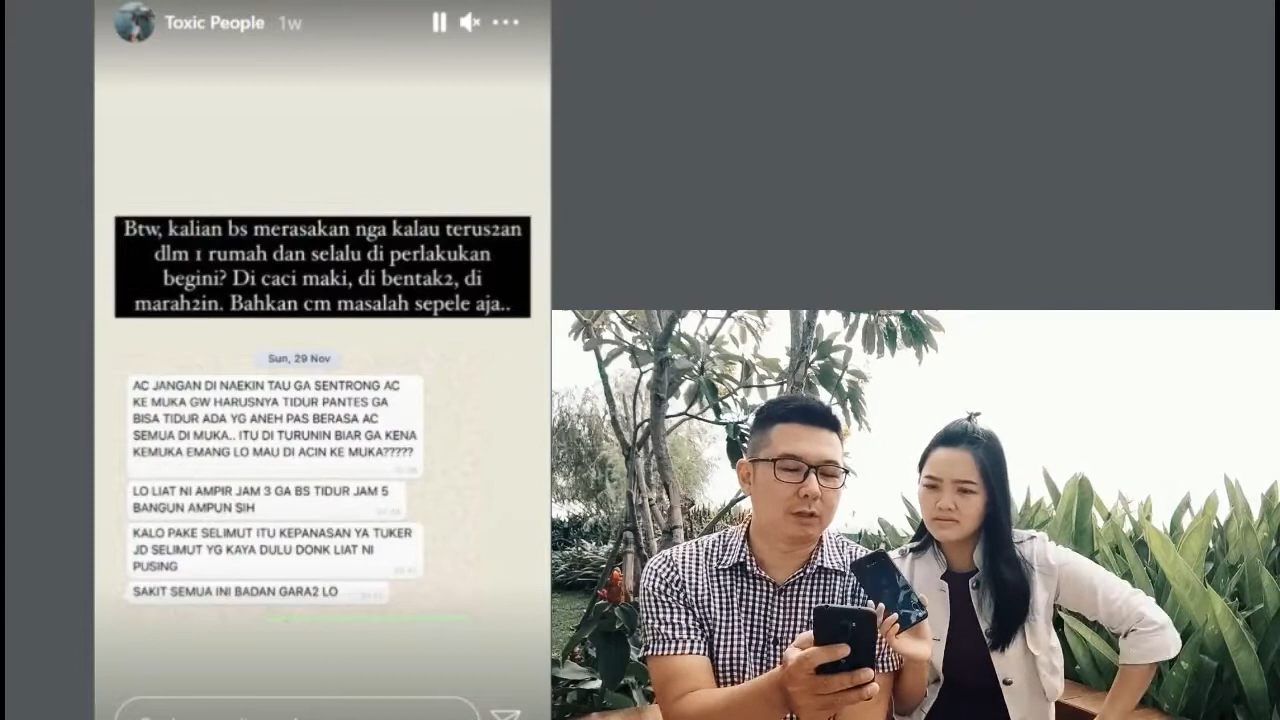 Toxic People 1w
Btw, kalian bs merasakan nga kalau terus2an
dlm 1 rumah dan selalu di perlakukan
begini? Di caci maki, di bentak2, di
marah2in. Bahkan cm masalah sepele aja..
Sun, 29 Nov
AC JANGAN DI NAEKIN TAU GA SENTRONG AC
KE MUKA GW HARUSNYA TIDUR PANTES GA
BISA TIDUR ADA YG ANEH PAS BERASA AC
SEMUA DI MUKA.. ITU DI TURUNIN BIAR GA KENA
KEMUKA EMANG LO MAU DI ACIN KE MUKA?????
LO LIAT NI AMPIR JAM 3 GA BS TIDUR JAM 5
BANGUN AMPUN SIH
KALO PAKE SELIMUT ITU KEPANASAN YA TUKER
JD SELIMUT YG KAYA DULU DONK LIAT NI
PUSING
SAKIT SEMUA INI BADAN GARA2 LO